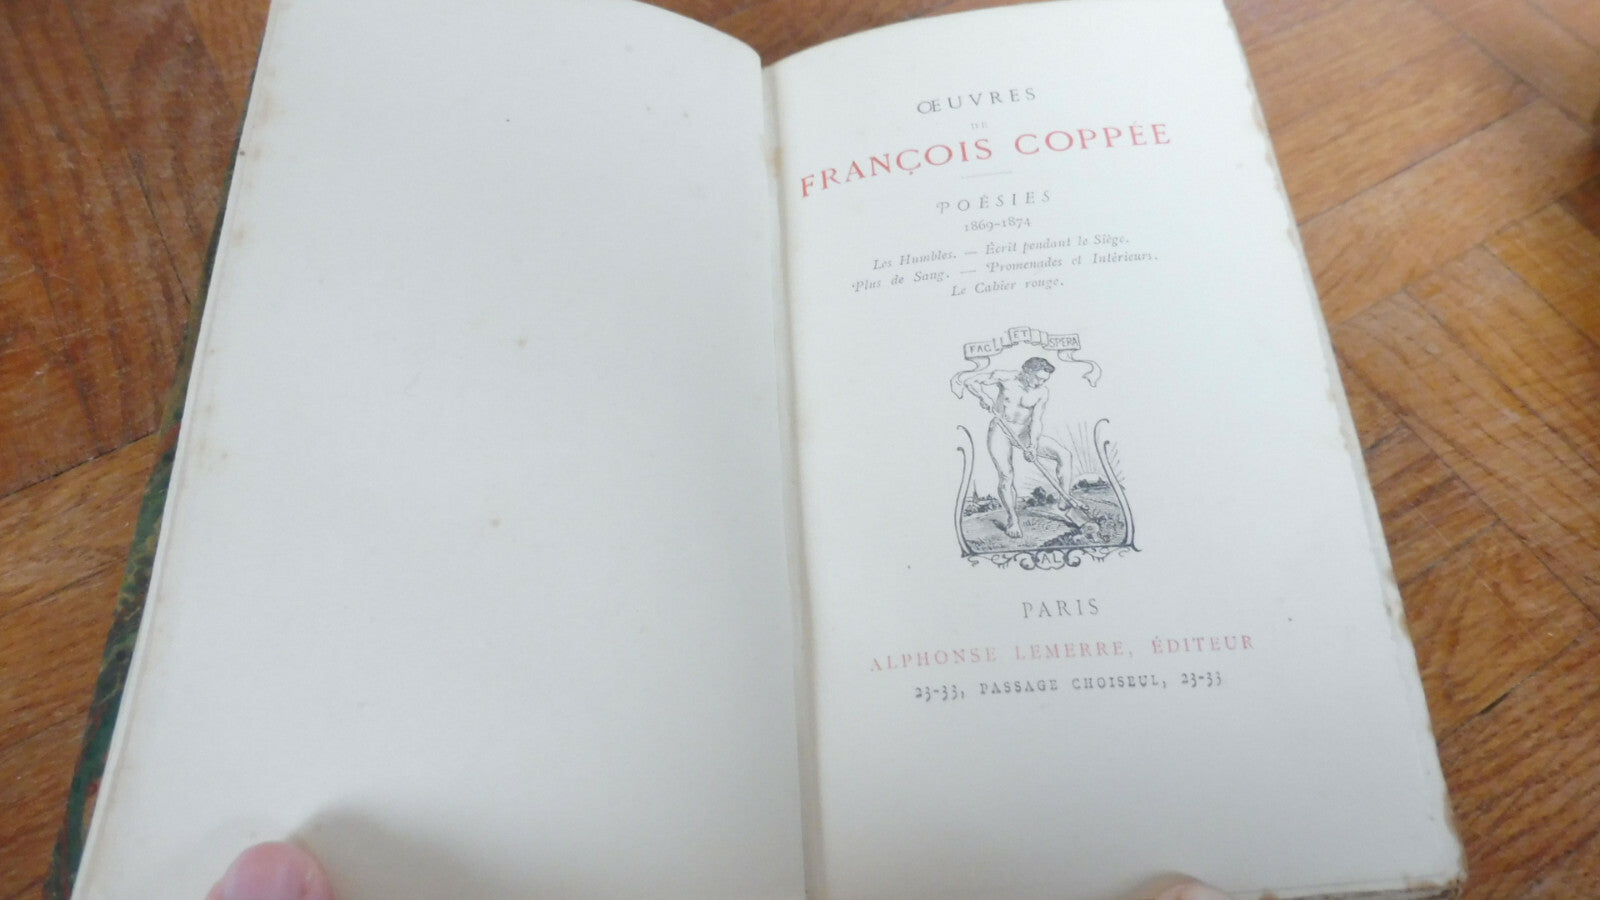 ŒUVRES
DE
FRANÇOIS COPPÉE
POÉSIES
1869-1874
Les Humbles. — Écrit pendant le Siège.
Plus de Sang. — Promenades et Intérieurs.
Le Cahier rouge.
FAC ET SPERA
AL
PARIS
ALPHONSE LEMERRE, ÉDITEUR
23-33, PASSAGE CHOISEUL, 23-33